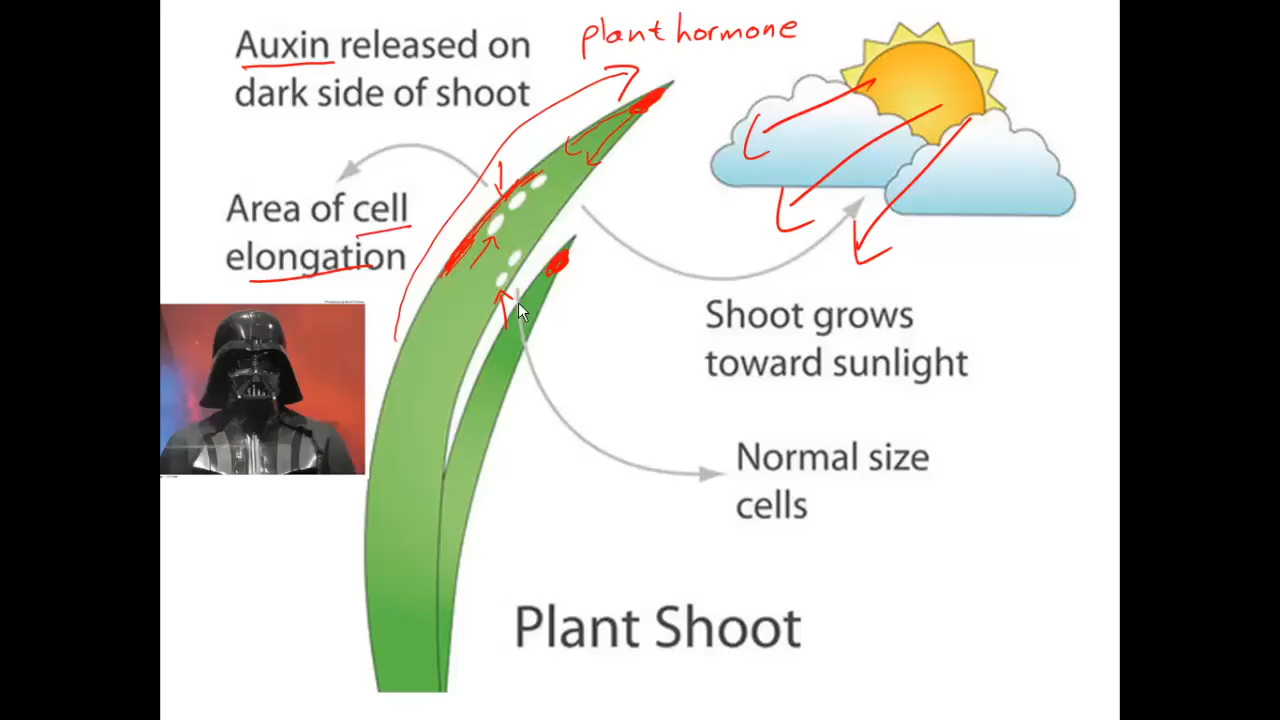 plant hormone
Auxin released on
dark side of shoot
Area of cell
elongation
Shoot grows
toward sunlight
Normal size
cells
Plant Shoot